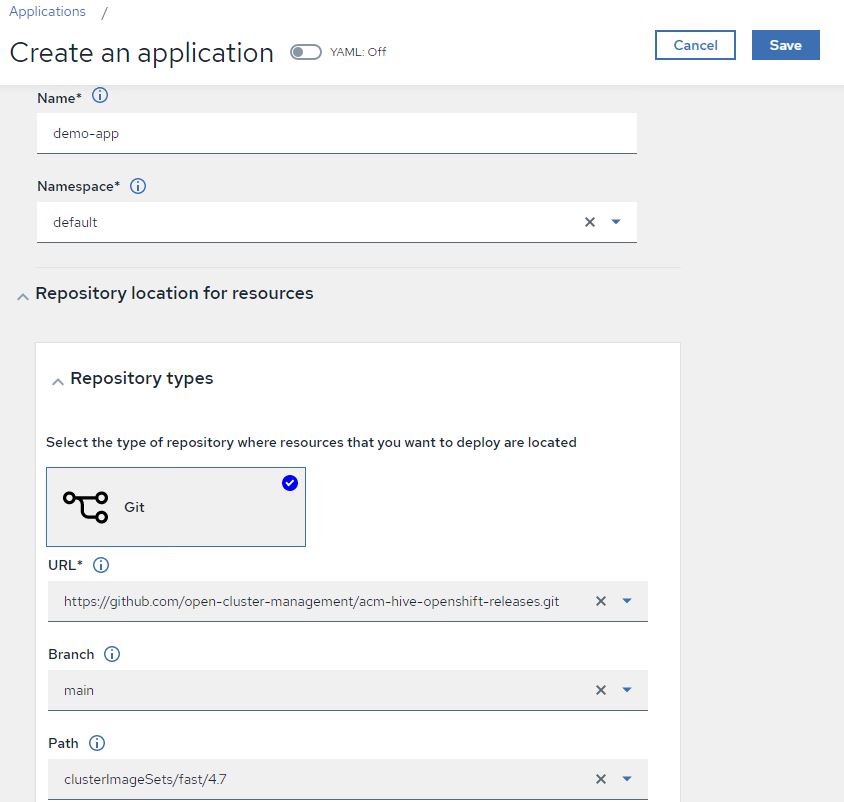 Applications /
Create an application YAML: Off Cancel Save
Name*
demo-app
Namespace*
default
Repository location for resources
Repository types
Select the type of repository where resources that you want to deploy are located
Git
URL*
https://github.com/open-cluster-management/acm-hive-openshift-releases.git
Branch
main
Path
clusterImageSets/fast/4.7